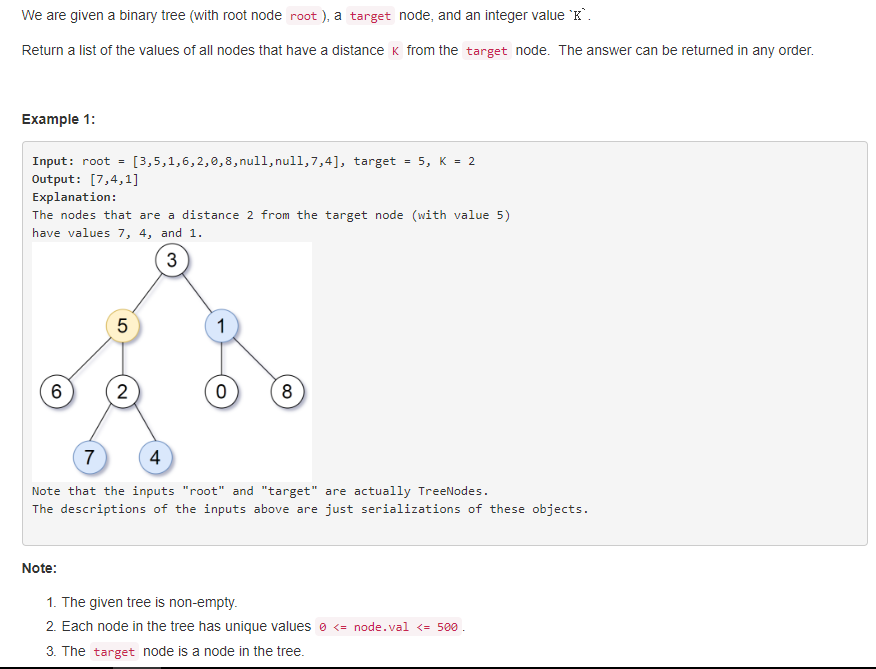 We are given a binary tree (with root node root ), a target node, and an integer value `K`.
Return a list of the values of all nodes that have a distance K from the target node. The answer can be returned in any order.
Example 1:
Input: root = [3,5,1,6,2,0,8,null,null,7,4], target = 5, K = 2
Output: [7,4,1]
Explanation:
The nodes that are a distance 2 from the target node (with value 5)
have values 7, 4, and 1.
3
5 1
6 2 0 8
7 4
Note that the inputs "root" and "target" are actually TreeNodes.
The descriptions of the inputs above are just serializations of these objects.
Note:
1. The given tree is non-empty.
2. Each node in the tree has unique values 0 <= node.val <= 500 .
3. The target node is a node in the tree.